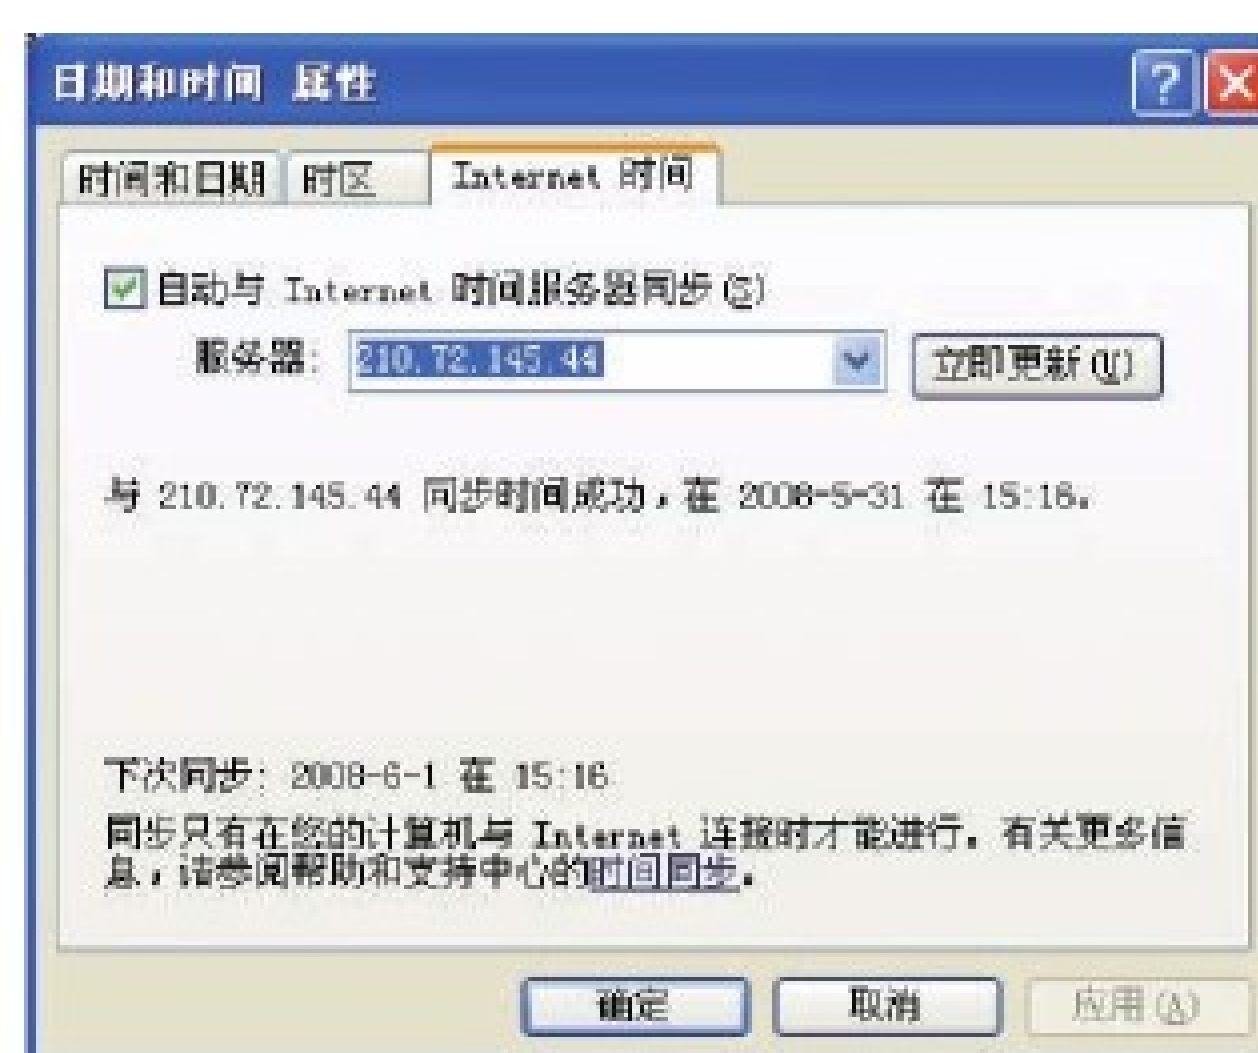 日期和时间 属性
时间和日期 时区 Internet 时间
自动与 Internet 时间服务器同步(S)
服务器: 210.72.145.44 立即更新(U)
与 210.72.145.44 同步时间成功，在 2008-5-31 在 15:16。
下次同步: 2008-6-1 在 15:16
同步只有在您的计算机与 Internet 连接时才能进行。有关更多信
息，请参阅帮助和支持中心的时间同步。
确定 取消 应用(A)